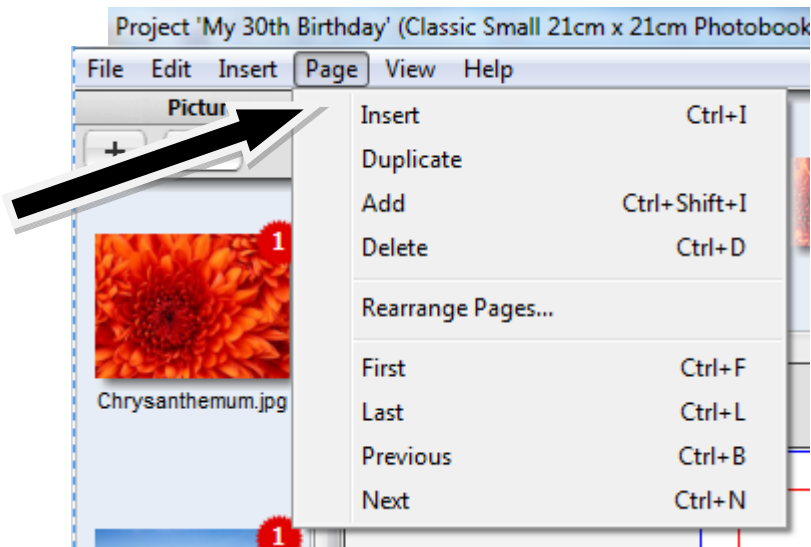 Project 'My 30th Birthday' (Classic Small 21cm x 21cm Photobook
File Edit Insert Page View Help
Insert Ctrl+I
Duplicate
Add Ctrl+Shift+I
Delete Ctrl+D
Rearrange Pages...
First Ctrl+F
Last Ctrl+L
Previous Ctrl+B
Next Ctrl+N
+
1
Chrysanthemum.jpg
1